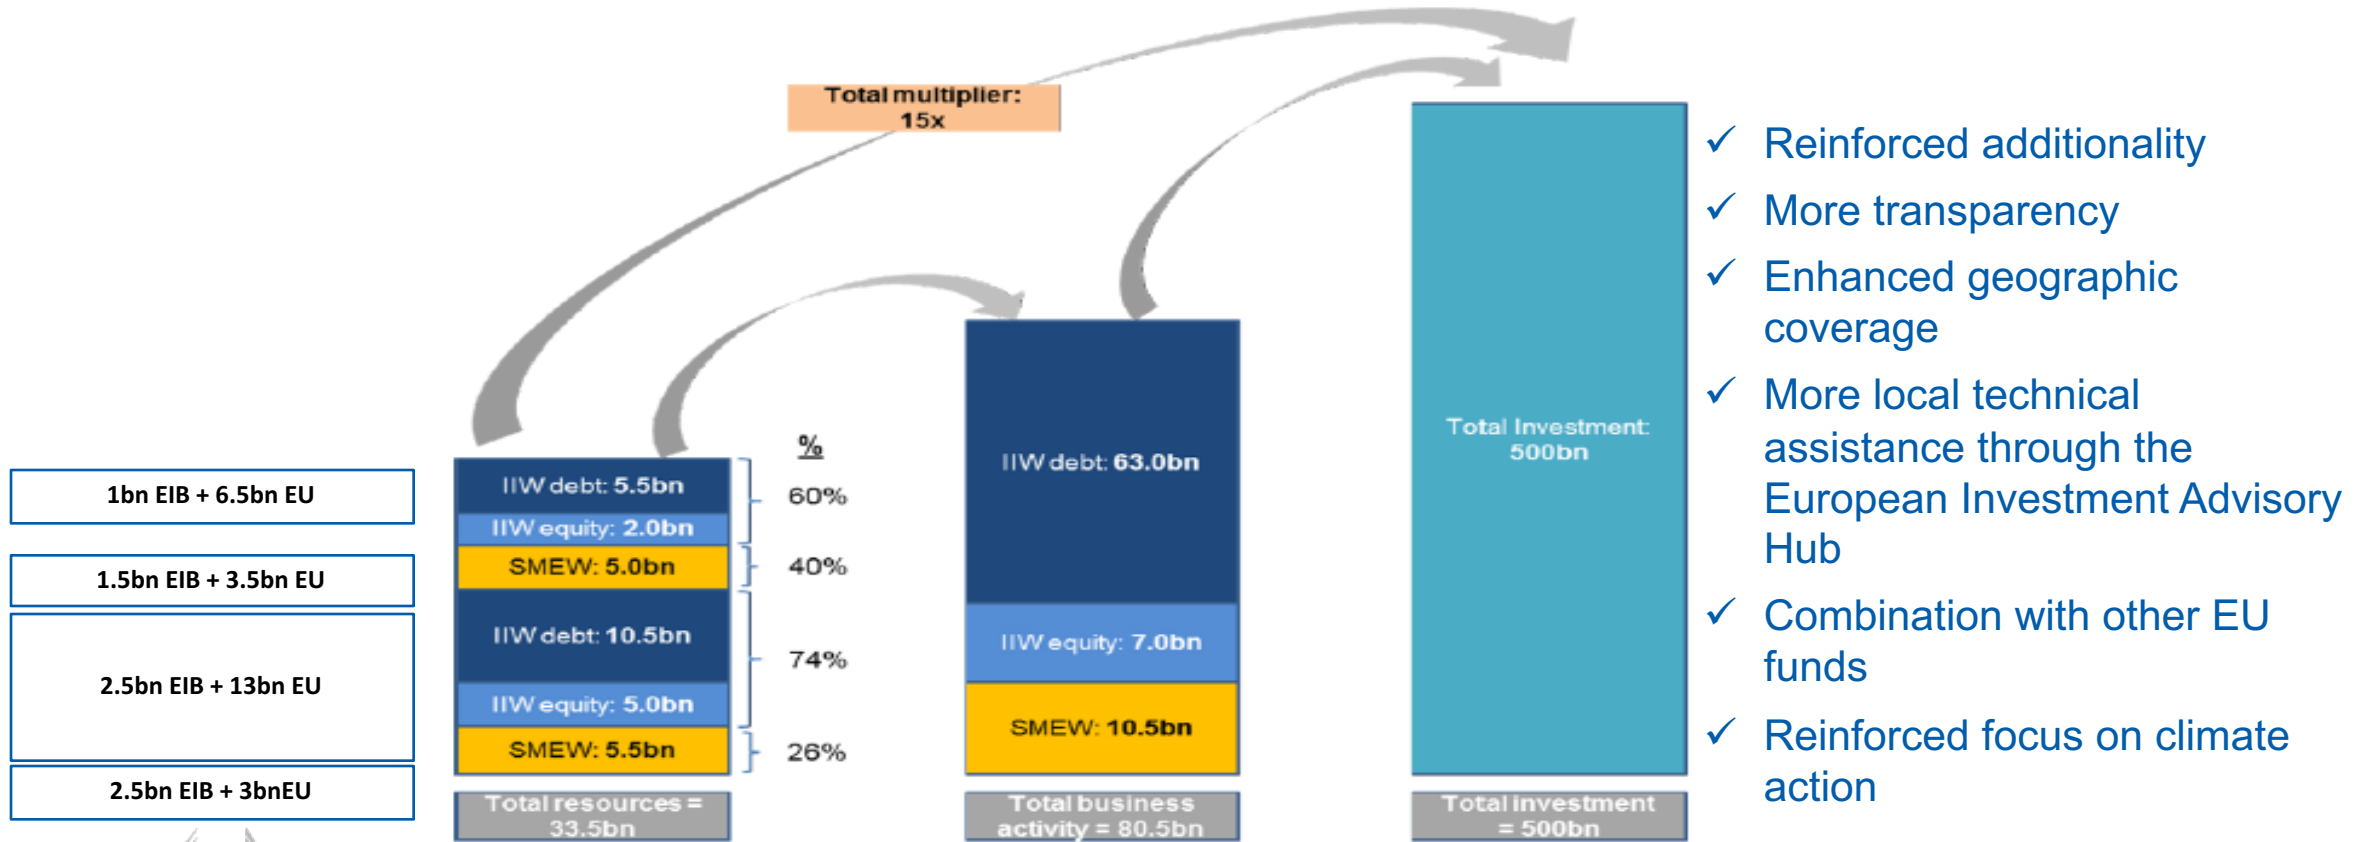 Total multiplier:
15x
1bn EIB + 6.5bn EU
1.5bn EIB + 3.5bn EU
2.5bn EIB + 13bn EU
2.5bn EIB + 3bnEU
IIW debt: 5.5bn
IIW equity: 2.0bn
SMEW: 5.0bn
IIW debt: 10.5bn
IIW equity: 5.0bn
SMEW: 5.5bn
Total resources =
33.5bn
%
60%
40%
74%
26%
IIW debt: 63.0bn
IIW equity: 7.0bn
SMEW: 10.5bn
Total business
activity = 80.5bn
Total Investment:
500bn
Total investment
= 500bn
✓ Reinforced additionality
✓ More transparency
✓ Enhanced geographic
coverage
✓ More local technical
assistance through the
European Investment Advisory
Hub
✓ Combination with other EU
funds
✓ Reinforced focus on climate
action